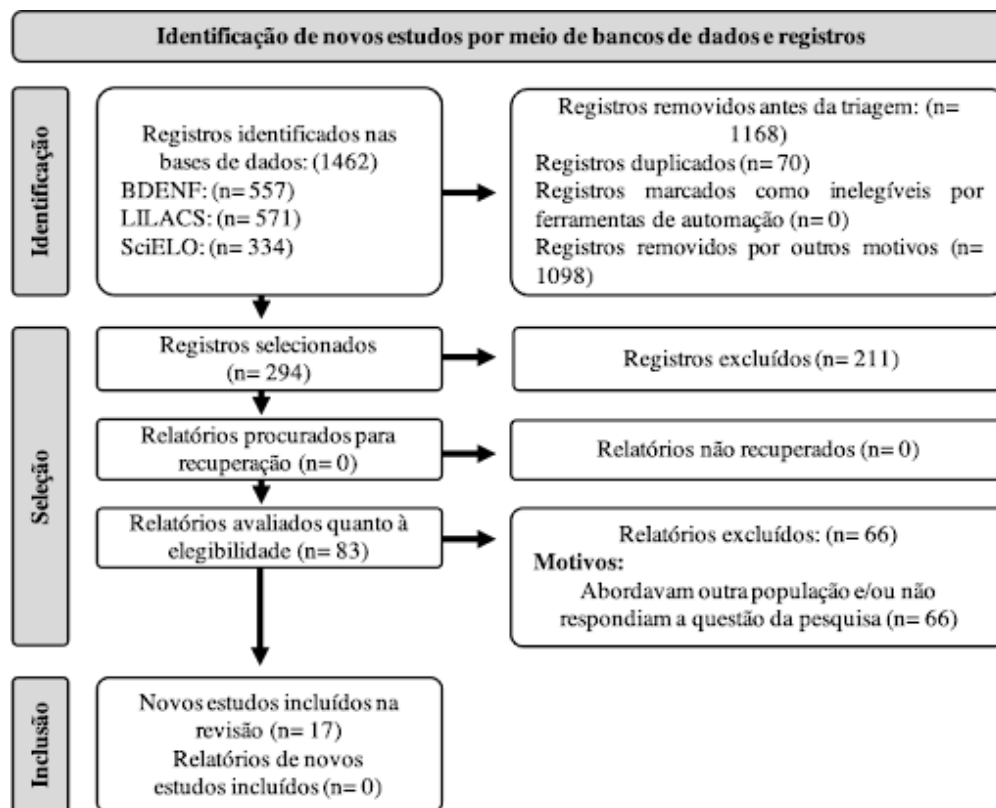 Identificação de novos estudos por meio de bancos de dados e registros
Identificação
Registros identificados nas
bases de dados: (1462)
BDENF: (n= 557)
LILACS: (n= 571)
SciELO: (n= 334)
Registros removidos antes da triagem: (n=
1168)
Registros duplicados (n= 70)
Registros marcados como inelegíveis por
ferramentas de automação (n= 0)
Registros removidos por outros motivos (n=
1098)
Seleção
Registros selecionados
(n= 294)
Registros excluídos (n= 211)
Relatórios procurados para
recuperação (n= 0)
Relatórios não recuperados (n= 0)
Relatórios avaliados quanto à
elegibilidade (n= 83)
Relatórios excluídos: (n= 66)
Motivos:
Abordavam outra população e/ou não
respondiam a questão da pesquisa (n= 66)
Inclusão
Novos estudos incluídos na
revisão (n= 17)
Relatórios de novos
estudos incluídos (n= 0)